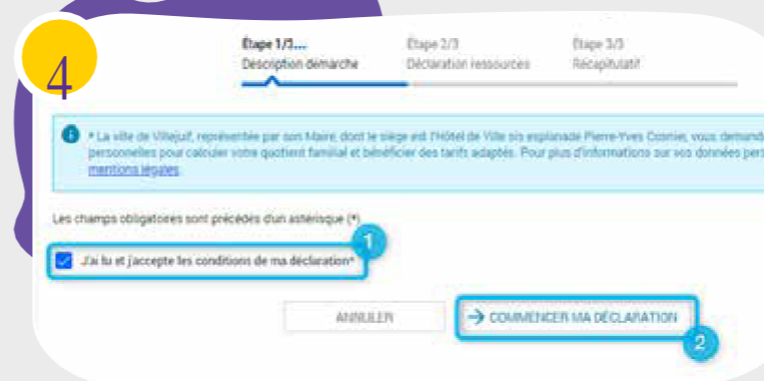 4
Étape 1/3... Étape 2/3 Étape 3/3
Description démarche Déclaration ressources Récapitulatif
* La ville de Villejuif, représentée par son Maire, dont le siège est l'Hôtel de Ville sis esplanade Pierre-Yves Cosnier, vous demande
personnelles pour calculer votre quotient familial et bénéficier des tarifs adaptés. Pour plus d'informations sur vos données pers
mentions légales
Les champs obligatoires sont précédés d'un astérisque (*)
1
J'ai lu et j'accepte les conditions de ma déclaration*
ANNULER → COMMENCER MA DÉCLARATION
2